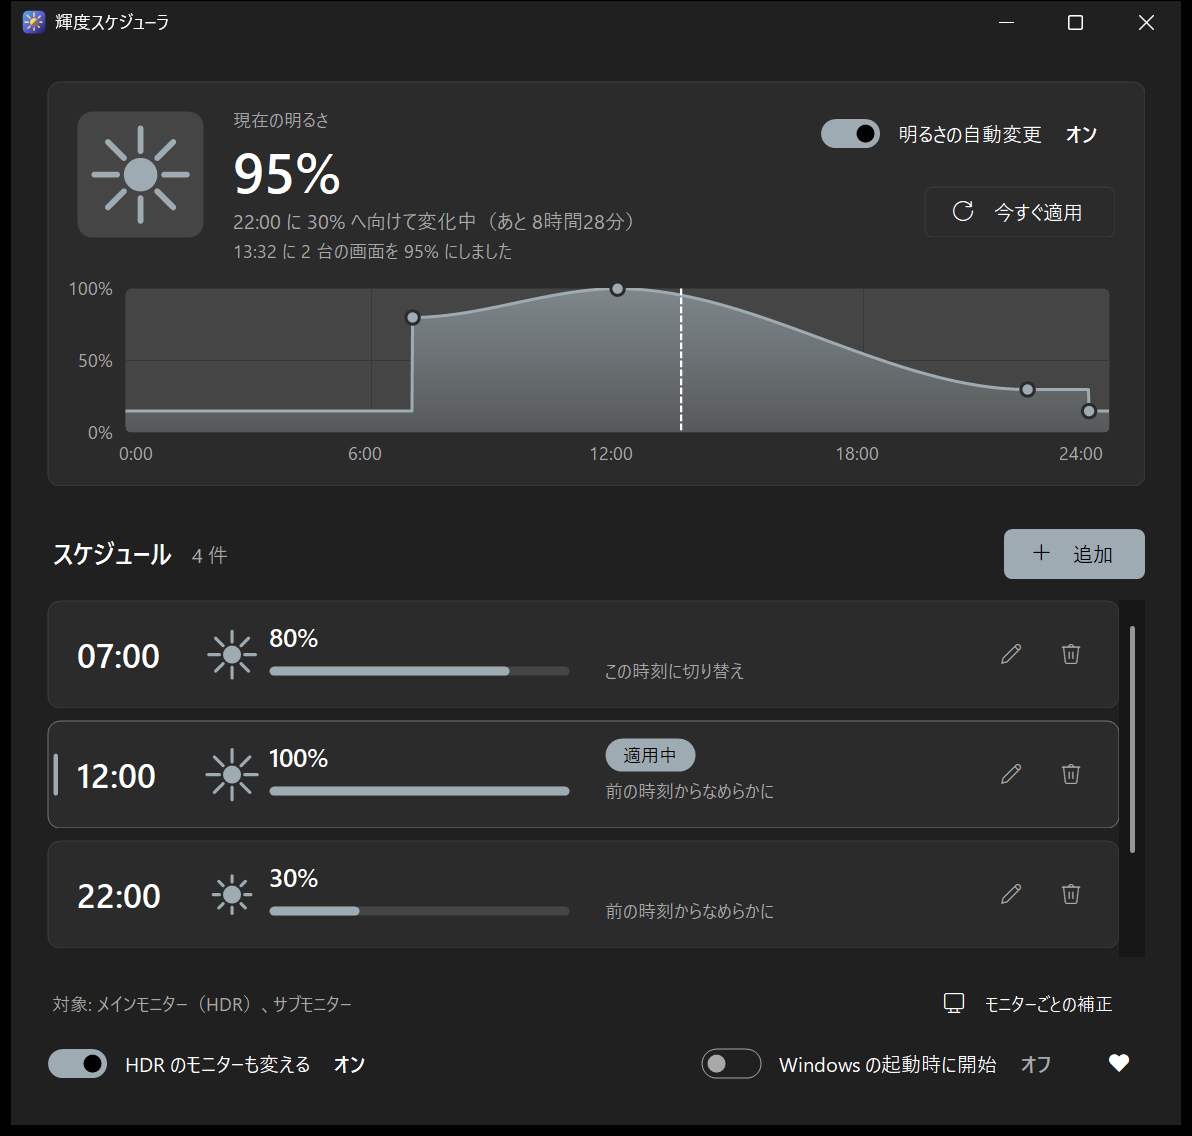 輝度スケジューラ
現在の明るさ
95%
22:00 に 30% へ向けて変化中（あと 8時間28分）
13:32 に 2 台の画面を 95% にしました
明るさの自動変更 オン
今すぐ適用
100%
50%
0%
0:00 6:00 12:00 18:00 24:00
スケジュール 4 件
追加
07:00 80% この時刻に切り替え
12:00 100% 適用中
前の時刻からなめらかに
22:00 30% 前の時刻からなめらかに
対象: メインモニター（HDR）、サブモニター
モニターごとの補正
HDR のモニターも変える オン
Windows の起動時に開始 オフ